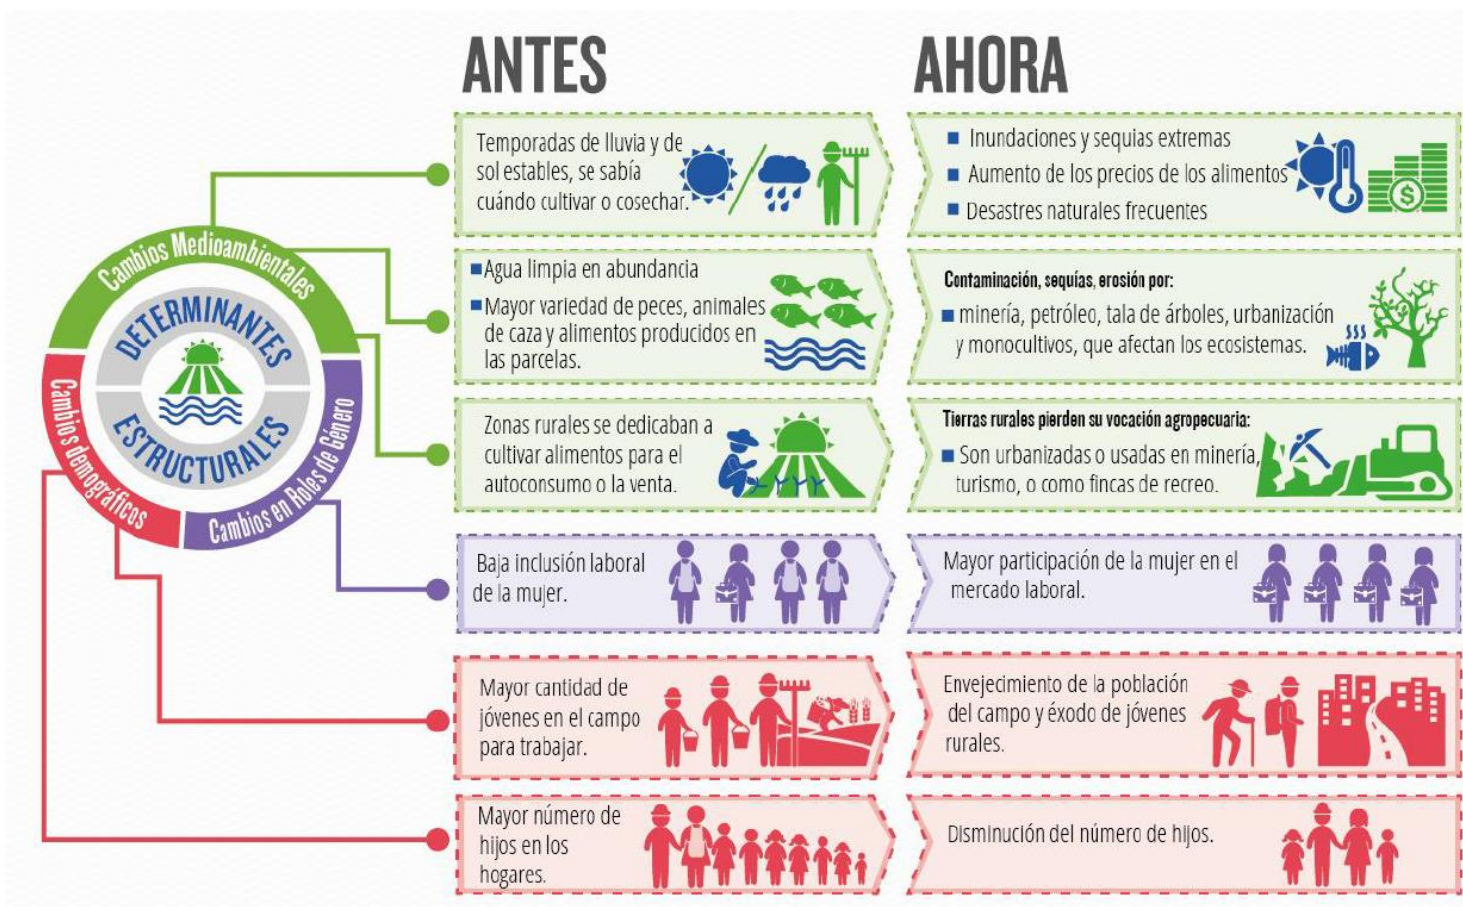 ANTES
AHORA
Cambios Medioambientales
DETERMINANTES
ESTRUCTURALES
Cambios demográficos
Cambios en Roles de Género
Temporadas de lluvia y de
sol estables, se sabía
cuándo cultivar o cosechar.
■ Inundaciones y sequias extremas
■ Aumento de los precios de los alimentos
■ Desastres naturales frecuentes
$
■ Agua limpia en abundancia
■ Mayor variedad de peces, animales
de caza y alimentos producidos en
las parcelas.
Contaminación, sequías, erosión por:
■ minería, petróleo, tala de árboles, urbanización
y monocultivos, que afectan los ecosistemas.
Zonas rurales se dedicaban a
cultivar alimentos para el
autoconsumo o la venta.
Tierras rurales pierden su vocación agropecuaria:
■ Son urbanizadas o usadas en minería,
turismo, o como fincas de recreo.
Baja inclusión laboral
de la mujer.
Mayor participación de la mujer en el
mercado laboral.
Mayor cantidad de
jóvenes en el campo
para trabajar.
Envejecimiento de la población
del campo y éxodo de jóvenes
rurales.
Mayor número de
hijos en los
hogares.
Disminución del número de hijos.